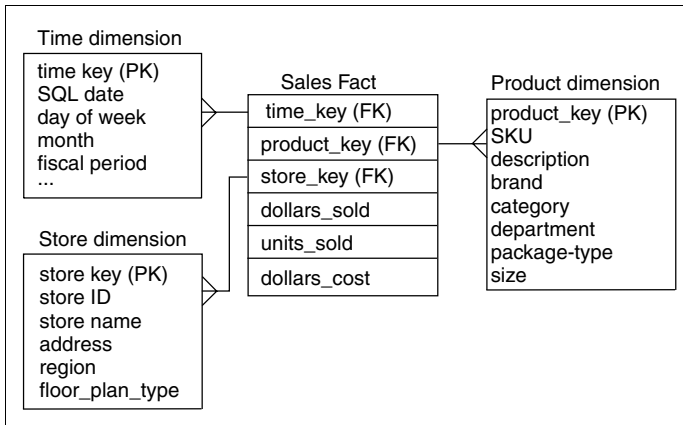 Time dimension
time key (PK)
SQL date
day of week
month
fiscal period
...
Sales Fact
time_key (FK)
product_key (FK)
store_key (FK)
dollars_sold
units_sold
dollars_cost
Product dimension
product_key (PK)
SKU
description
brand
category
department
package-type
size
Store dimension
store key (PK)
store ID
store name
address
region
floor_plan_type